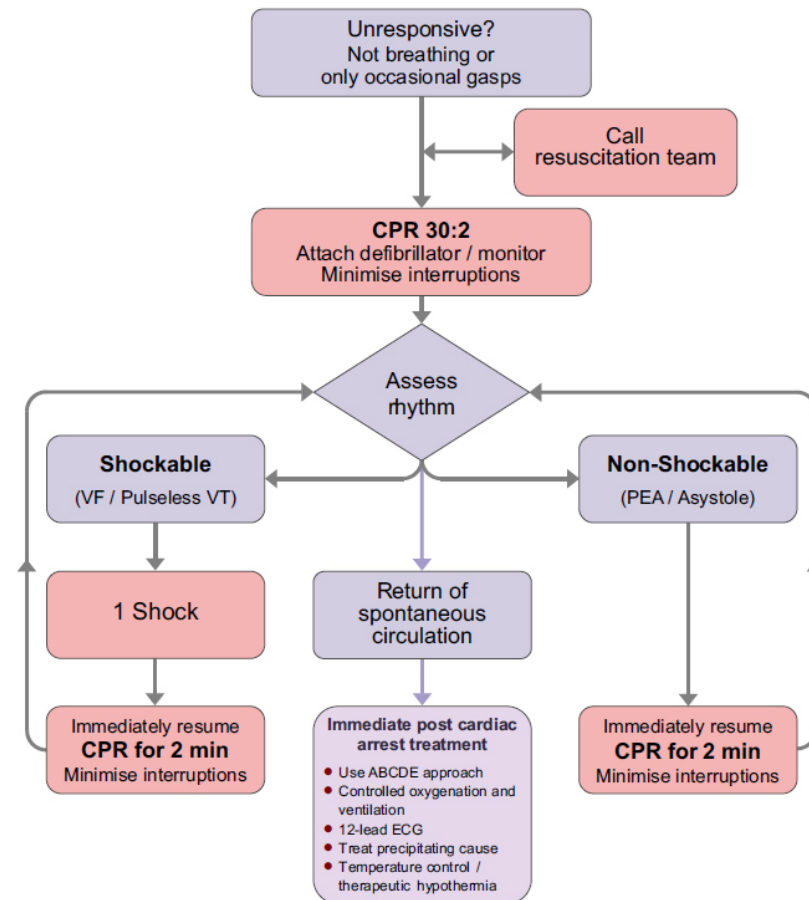 Unresponsive?
Not breathing or
only occasional gasps
Call
resuscitation team
CPR 30:2
Attach defibrillator / monitor
Minimise interruptions
Assess
rhythm
Shockable
(VF / Pulseless VT)
Non-Shockable
(PEA / Asystole)
1 Shock
Return of
spontaneous
circulation
Immediately resume
CPR for 2 min
Minimise interruptions
Immediate post cardiac
arrest treatment
● Use ABCDE approach
● Controlled oxygenation and
ventilation
● 12-lead ECG
● Treat precipitating cause
● Temperature control /
therapeutic hypothermia
Immediately resume
CPR for 2 min
Minimise interruptions